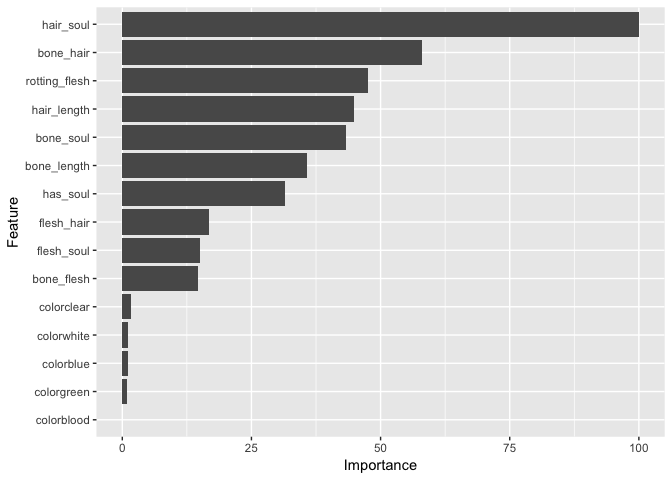 hair_soul
bone_hair
rotting_flesh
hair_length
bone_soul
bone_length
has_soul
flesh_hair
flesh_soul
bone_flesh
colorclear
colorwhite
colorblue
colorgreen
colorblood
Feature
0 25 50 75 100
Importance